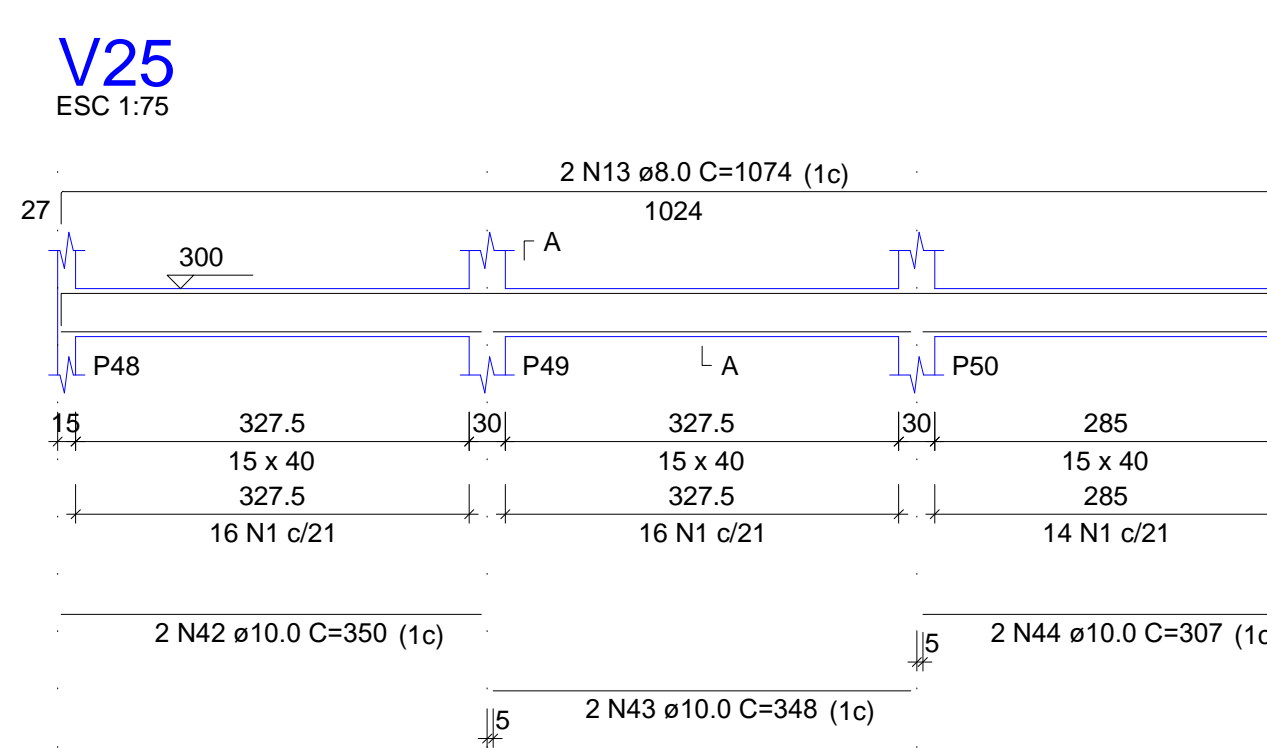 V25
ESC 1:75
2 N13 ø8.0 C=1074 (1c)
27 1024
A
300
P48 P49 A P50
15 327.5 30 327.5 30 285
15 x 40 15 x 40 15 x 40
327.5 327.5 285
16 N1 c/21 16 N1 c/21 14 N1 c/21
2 N42 ø10.0 C=350 (1c) 5 2 N44 ø10.0 C=307 (1c
5 2 N43 ø10.0 C=348 (1c)